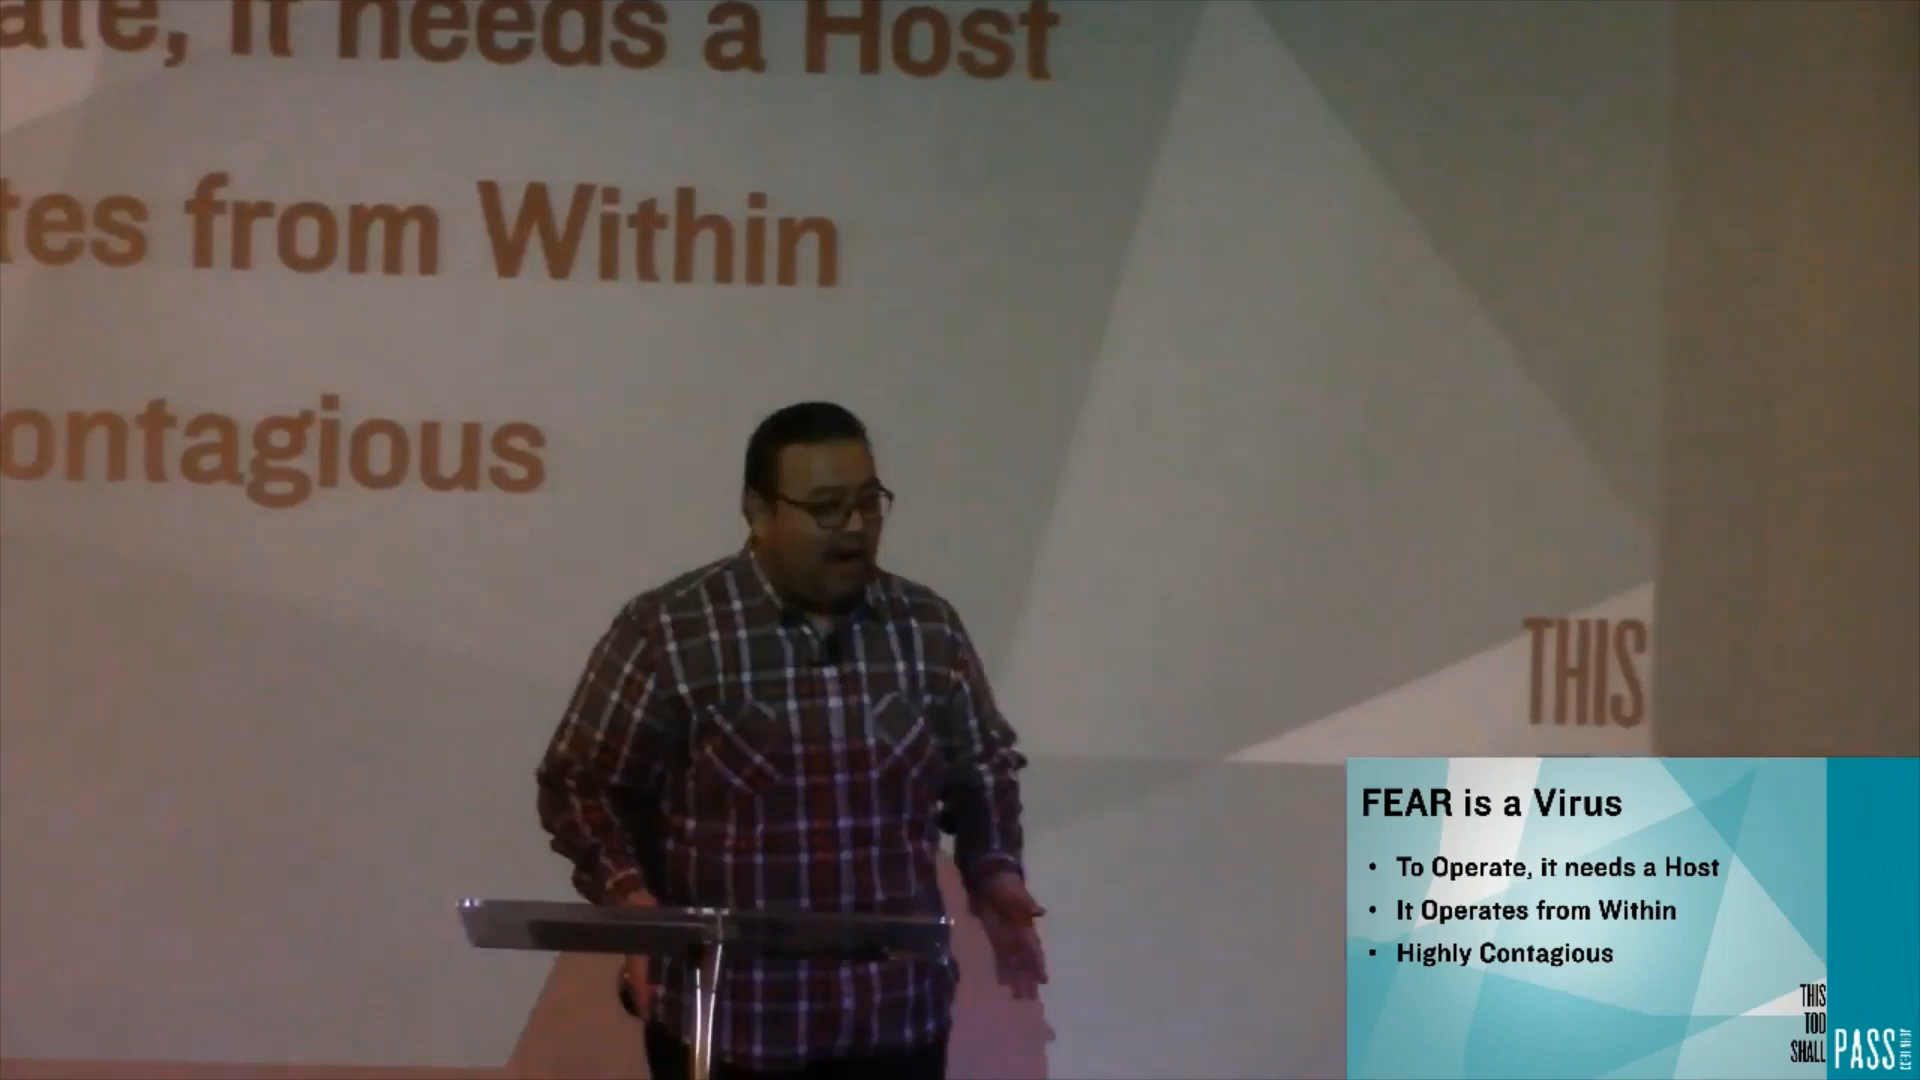 ate, it needs a Host
tes from Within
ontagious
THIS
FEAR is a Virus
• To Operate, it needs a Host
• It Operates from Within
• Highly Contagious
THIS
TOO
SHALL
PASS